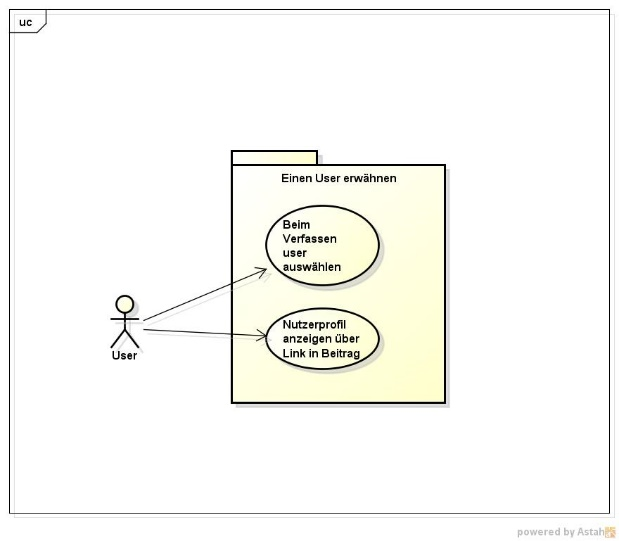 uc
Einen User erwähnen
Beim
Verfassen
user
auswählen
Nutzerprofil
anzeigen über
Link in Beitrag
User
powered by Astah